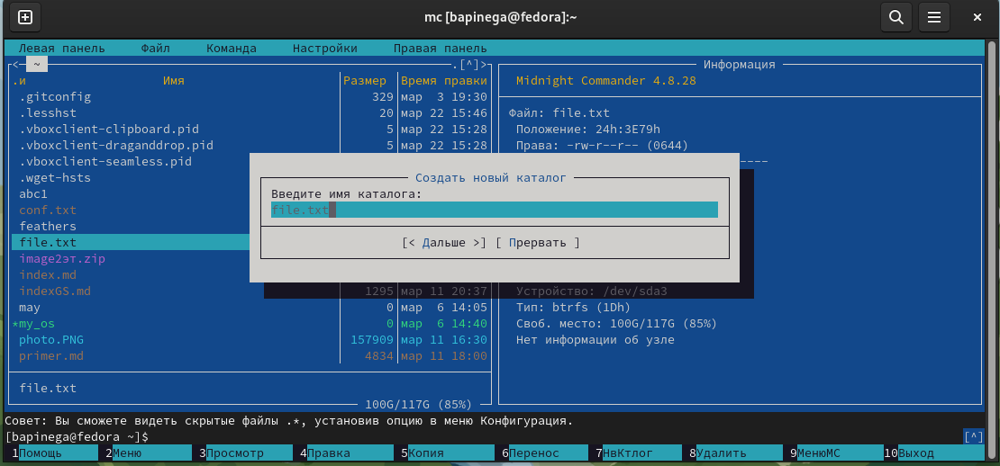 mc [bapinega@fedora]:~
Левая панель Файл Команда Настройки Правая панель
<─ ~ ─.[^]>
.и Имя Размер Время правки
.gitconfig 329 мар 3 19:30
.lesshst 20 мар 22 15:46
.vboxclient-clipboard.pid 5 мар 22 15:28
.vboxclient-draganddrop.pid 5 мар 22 15:28
.vboxclient-seamless.pid
.wget-hsts
abc1
conf.txt
feathers
file.txt
image2эт.zip
index.md
indexGS.md 1295 мар 11 20:37
may 0 мар 6 14:05
*my_os 0 мар 6 14:40
photo.PNG 157909 мар 11 16:30
primer.md 4834 мар 11 18:00
file.txt
100G/117G (85%)
Информация
Midnight Commander 4.8.28
Файл: file.txt
Положение: 24h:3E79h
Права: -rw-r--r-- (0644)
----
Создать новый каталог
Введите имя каталога:
file.txt
[< Дальше >] [ Прервать ]
Устройство: /dev/sda3
Тип: btrfs (1Dh)
Своб. место: 100G/117G (85%)
Нет информации об узле
Совет: Вы сможете видеть скрытые файлы .*, установив опцию в меню Конфигурация.
[bapinega@fedora ~]$ [^]
1Помощь 2Меню 3Просмотр 4Правка 5Копия 6Перенос 7НвКтлог 8Удалить 9МенюMC 10Выход